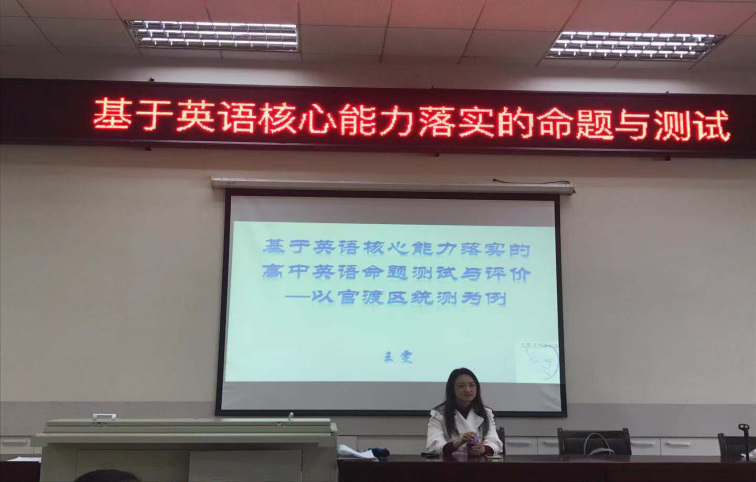 基于英语核心能力落实的命题与测试
基于英语核心能力落实的
高中英语命题测试与评价
—以官渡区统测为例
王雯